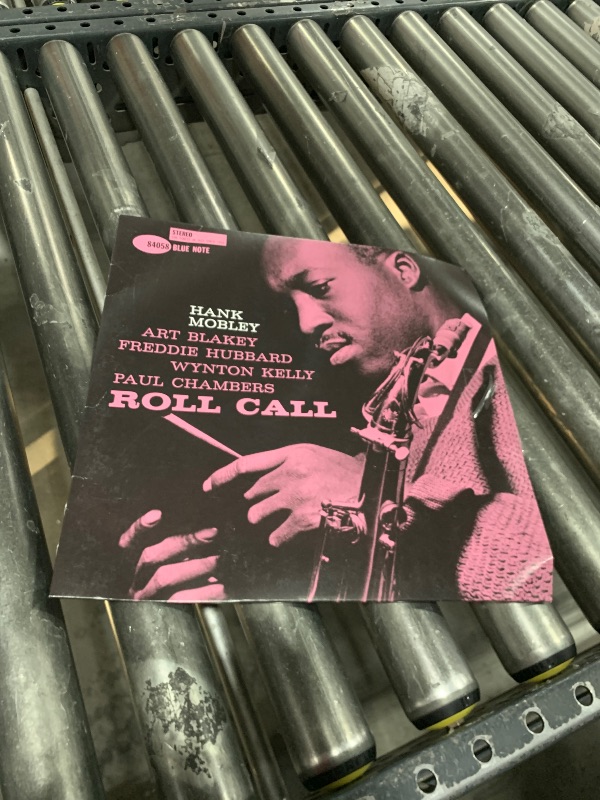 STEREO
84058 BLUE NOTE
HANK
MOBLEY
ART BLAKEY
FREDDIE HUBBARD
WYNTON KELLY
PAUL CHAMBERS
ROLL CALL